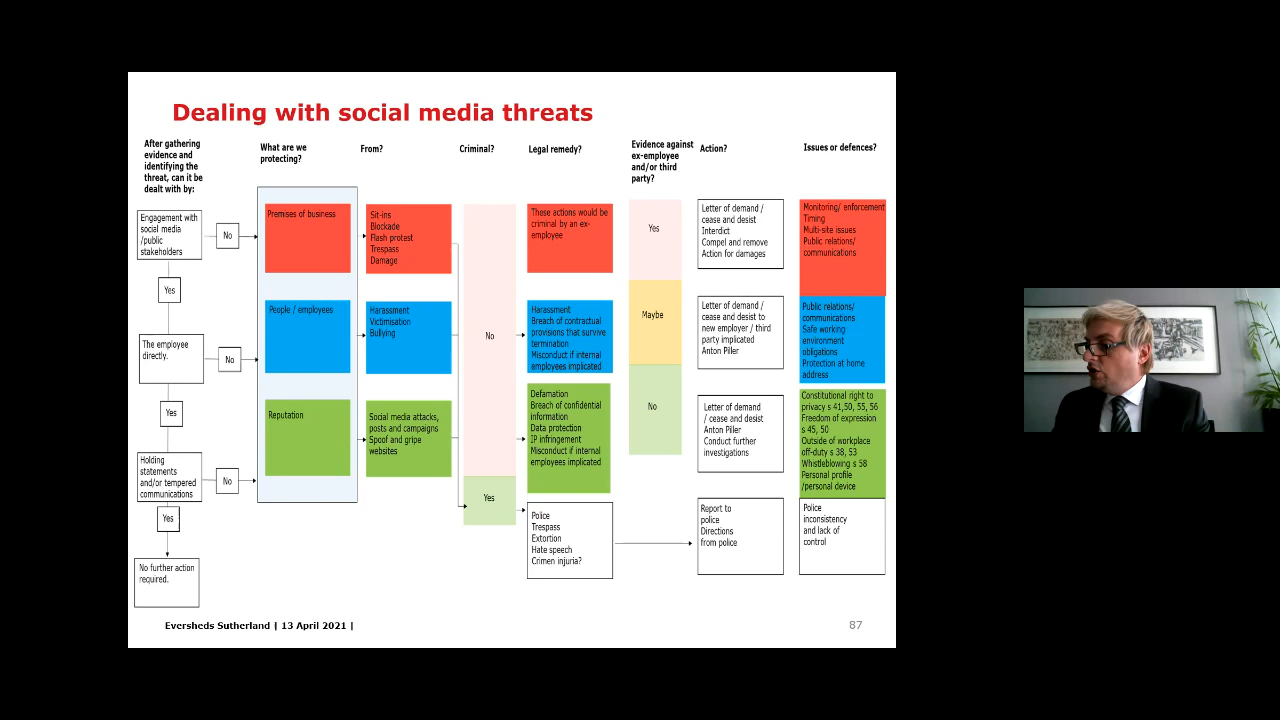 Dealing with social media threats
After gathering
evidence and
identifying the
threat, can it be
dealt with by:
What are we
protecting?
From?
Criminal?
Legal remedy?
Evidence against
ex-employee
and/or third
party?
Action?
Issues or defences?
Engagement with
social media
/public
stakeholders
No
Yes
The employee
directly.
No
Yes
Holding
statements
and/or tempered
communications
No
Yes
No further action
required.
Premises of business
People / employees
Reputation
Sit-ins
Blockade
Flash protest
Trespass
Damage
Harassment
Victimisation
Bullying
Social media attacks,
posts and campaigns
Spoof and gripe
websites
No
Yes
These actions would be
criminal by an ex-
employee
Harassment
Breach of contractual
provisions that survive
termination
Misconduct if internal
employees implicated
Defamation
Breach of confidential
information
Data protection
IP infringement
Misconduct if internal
employees implicated
Police
Trespass
Extortion
Hate speech
Crimen injuria?
Yes
Maybe
No
Letter of demand /
cease and desist
Interdict
Compel and remove
Action for damages
Letter of demand /
cease and desist to
new employer / third
party implicated
Anton Piller
Letter of demand
/ cease and desist
Anton Piller
Conduct further
investigations
Report to
police
Directions
from police
Monitoring/ enforcement
Timing
Multi-site issues
Public relations/
communications
Public relations/
communications
Safe working
environment
obligations
Protection at home
address
Constitutional right to
privacy s 41,50, 55, 56
Freedom of expression
s 45, 50
Outside of workplace
off-duty s 38, 53
Whistleblowing s 58
Personal profile
/personal device
Police
inconsistency
and lack of
control
Eversheds Sutherland | 13 April 2021 |
87